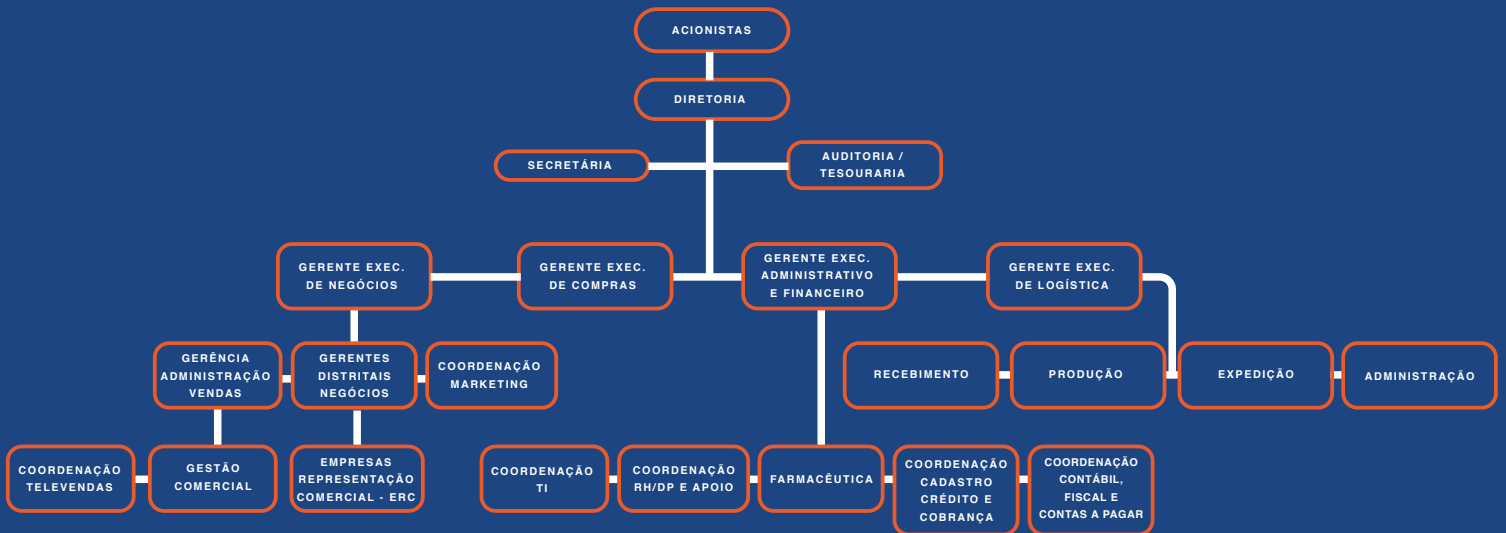 ACIONISTAS
DIRETORIA
SECRETÁRIA
AUDITORIA /
TESOURARIA
GERENTE EXEC.
DE NEGÓCIOS
GERENTE EXEC.
DE COMPRAS
GERENTE EXEC.
ADMINISTRATIVO
E FINANCEIRO
GERENTE EXEC.
DE LOGÍSTICA
GERÊNCIA
ADMINISTRAÇÃO
VENDAS
GERENTES
DISTRITAIS
NEGÓCIOS
COORDENAÇÃO
MARKETING
RECEBIMENTO
PRODUÇÃO
EXPEDIÇÃO
ADMINISTRAÇÃO
COORDENAÇÃO
TELEVENDAS
GESTÃO
COMERCIAL
EMPRESAS
REPRESENTAÇÃO
COMERCIAL - ERC
COORDENAÇÃO
TI
COORDENAÇÃO
RH/DP E APOIO
FARMACÊUTICA
COORDENAÇÃO
CADASTRO
CRÉDITO E
COBRANÇA
COORDENAÇÃO
CONTÁBIL,
FISCAL E
CONTAS A PAGAR